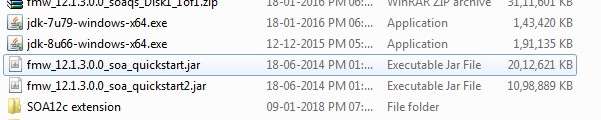 fmw_12.1.3.0.0_soaqs_Disk1_1of1.zip 18-01-2016 PM 06:... WinRAR ZIP archive 31,11,601 KB
jdk-7u79-windows-x64.exe 18-01-2016 PM 06:... Application 1,43,420 KB
jdk-8u66-windows-x64.exe 12-12-2015 PM 05:... Application 1,91,135 KB
fmw_12.1.3.0.0_soa_quickstart.jar 18-06-2014 PM 01:... Executable Jar File 20,12,621 KB
fmw_12.1.3.0.0_soa_quickstart2.jar 18-06-2014 PM 01:... Executable Jar File 10,98,889 KB
SOA12c extension 09-01-2018 PM 07:... File folder